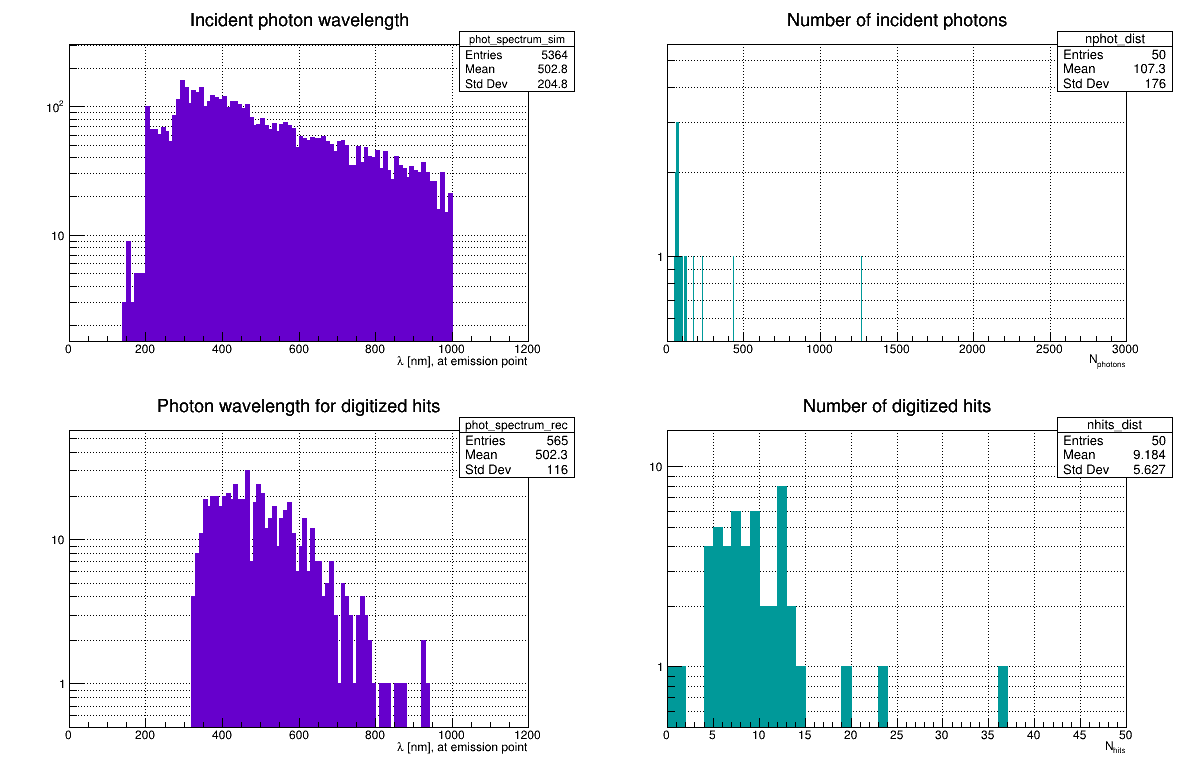 Incident photon wavelength
phot_spectrum_sim
Entries 5364
Mean 502.8
Std Dev 204.8
10²
10
0 200 400 600 800 1000 1200
λ [nm], at emission point
Number of incident photons
nphot_dist
Entries 50
Mean 107.3
Std Dev 176
1
0 500 1000 1500 2000 2500 3000
N_photons
Photon wavelength for digitized hits
phot_spectrum_rec
Entries 565
Mean 502.3
Std Dev 116
10
1
0 200 400 600 800 1000 1200
λ [nm], at emission point
Number of digitized hits
nhits_dist
Entries 50
Mean 9.184
Std Dev 5.627
10
1
0 5 10 15 20 25 30 35 40 45 50
N_hits